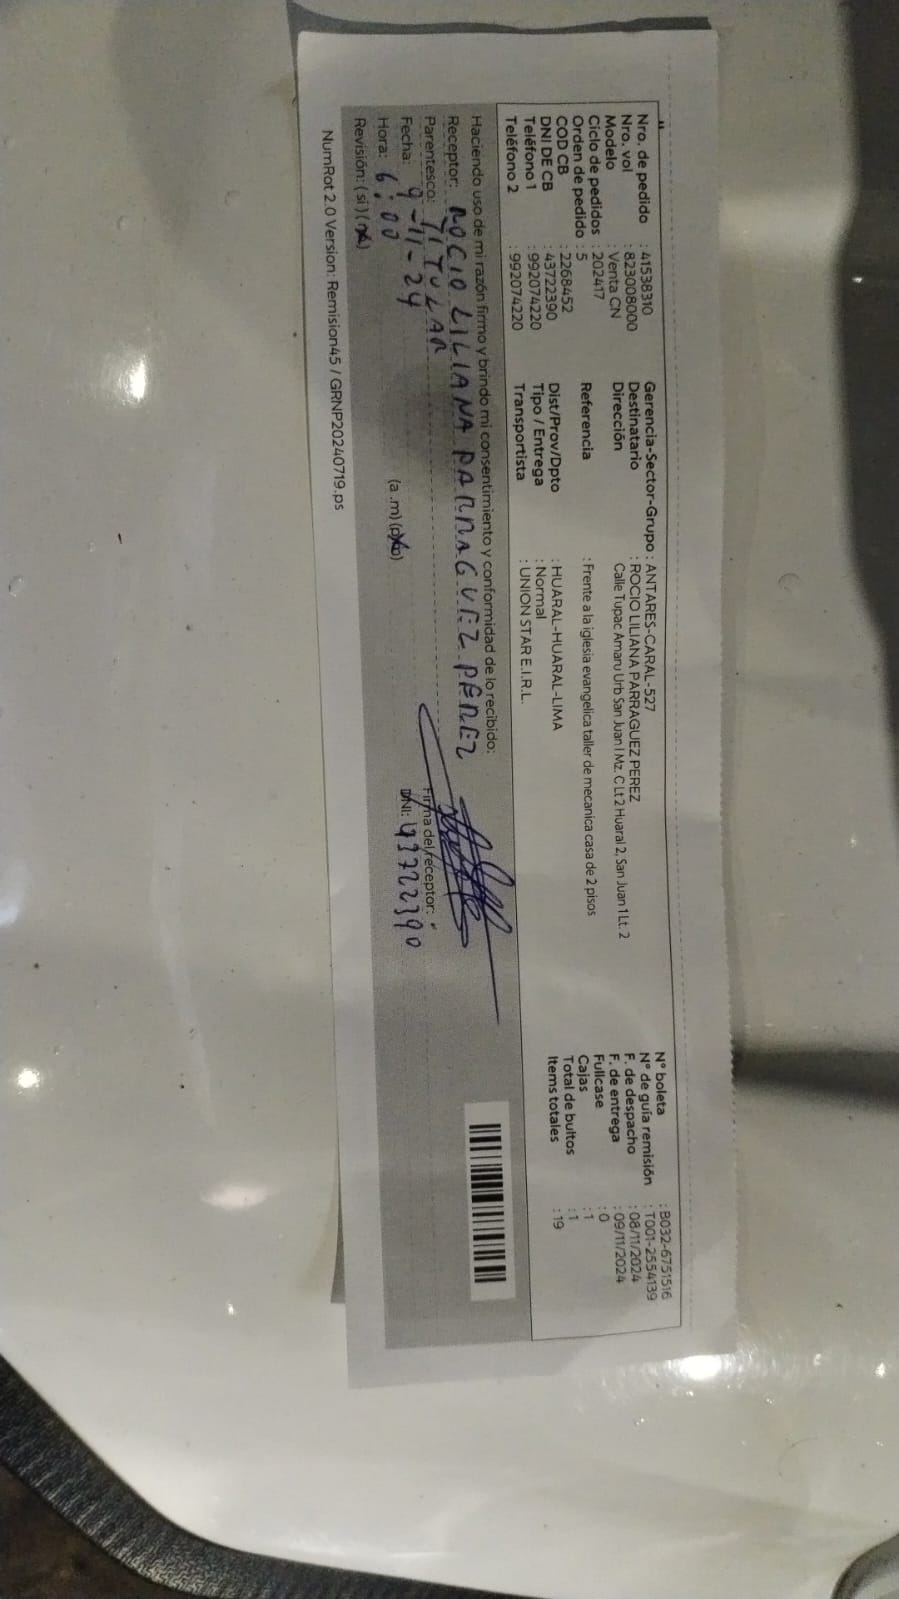 Nro. de pedido : 41538310
Nro. vol : 823008000
Modelo : Venta CN
Ciclo de pedidos : 202417
Orden de pedido : 5
COD CB : 2268452
DNI DE CB : 43722390
Teléfono 1 : 992074220
Teléfono 2 : 992074220
Gerencia-Sector-Grupo : ANTARES-CARAL-527
Destinatario : ROCIO LILIANA PARRAGUEZ PEREZ
Dirección Calle Tupac Amaru Urb San Juan I Mz. C Lt 2 Huaral 2, San Juan 1 Lt. 2
Referencia : Frente a la iglesia evangelica taller de mecanica casa de 2 pisos
Dist/Prov/Dpto : HUARAL-HUARAL-LIMA
Tipo / Entrega : Normal
Transportista : UNION STAR E.I.R.L.
N° boleta : B032-6751516
N° de guía remisión : T001-2554139
F. de despacho : 08/11/2024
F. de entrega : 09/11/2024
Fullcase : 0
Cajas : 1
Total de bultos : 1
Items totales : 19
Haciendo uso de mi razón firmo y brindo mi consentimiento y conformidad de lo recibido:
Receptor: ROCIO LILIANA PARRAGUEZ PEREZ
Parentesco: TITULAR
Firma del receptor:
Fecha: 9-11-24
DNI: 43722390
Hora: 6:00 (a.m) (p.m)
Revisión: (si) (no)
NumRot 2.0 Version: Remision45 / GRNP20240719.ps